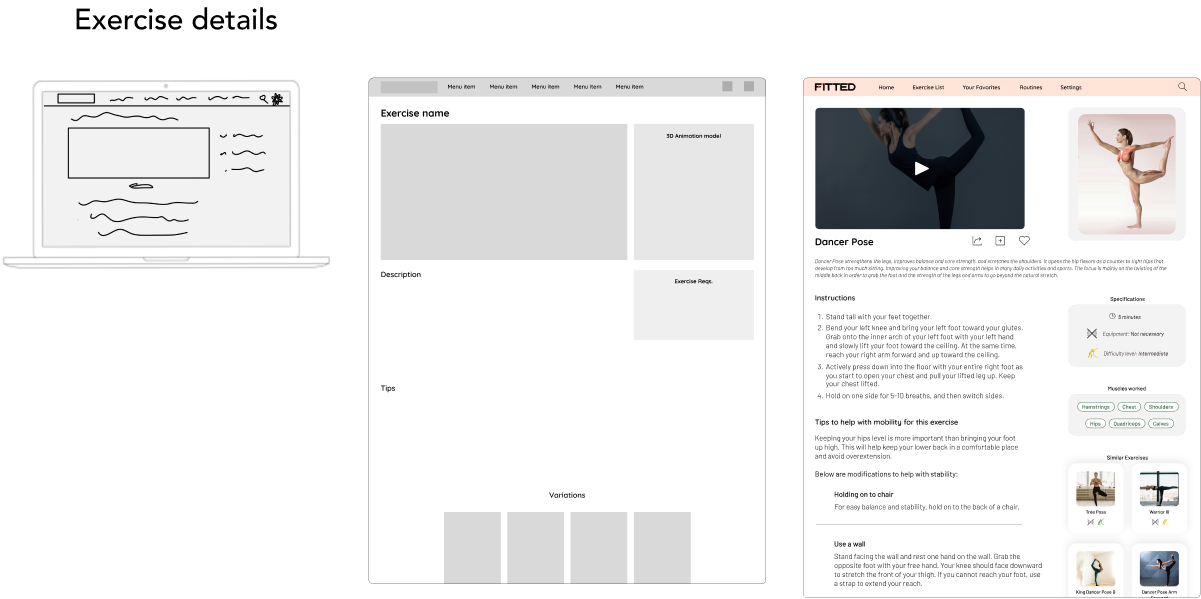 Exercise details
Menu item Menu item Menu item Menu item Menu item
Exercise name
3D Animation model
Description
Exercise Reqs.
Tips
Variations
FITTED Home Exercise List Your Favorites Routines Settings
Dancer Pose
Dancer Pose strengthens the legs, improves balance and core strength, and stretches the shoulders. It opens the hip flexors as a counter to tight hips that
develop from too much sitting. Improving your balance and core strength helps in many daily activities and sports. The focus is mainly on the twisting of the
middle back in order to grab the foot and the strength of the legs and arms to go beyond the natural stretch.
Instructions
1. Stand tall with your feet together.
2. Bend your left knee and bring your left foot toward your glutes.
Grab onto the inner arch of your left foot with your left hand
and slowly lift your foot toward the ceiling. At the same time,
reach your right arm forward and up toward the ceiling.
3. Actively press down into the floor with your entire right foot as
you start to open your chest and pull your lifted leg up. Keep
your chest lifted.
4. Hold on one side for 5-10 breaths, and then switch sides.
Tips to help with mobility for this exercise
Keeping your hips level is more important than bringing your foot
up high. This will help keep your lower back in a comfortable place
and avoid overextension.
Below are modifications to help with stability:
Holding on to chair
For easy balance and stability, hold on to the back of a chair.
Use a wall
Stand facing the wall and rest one hand on the wall. Grab the
opposite foot with your free hand. Your knee should face downward
to stretch the front of your thigh. If you cannot reach your foot, use
a strap to extend your reach.
Specifications
5 minutes
Equipment: Not necessary
Difficulty level: Intermediate
Muscles worked
Hamstrings Chest Shoulders
Hips Quadriceps Calves
Similar Exercises
Tree Pose Warrior III
King Dancer Pose B Dancer Pose Arm